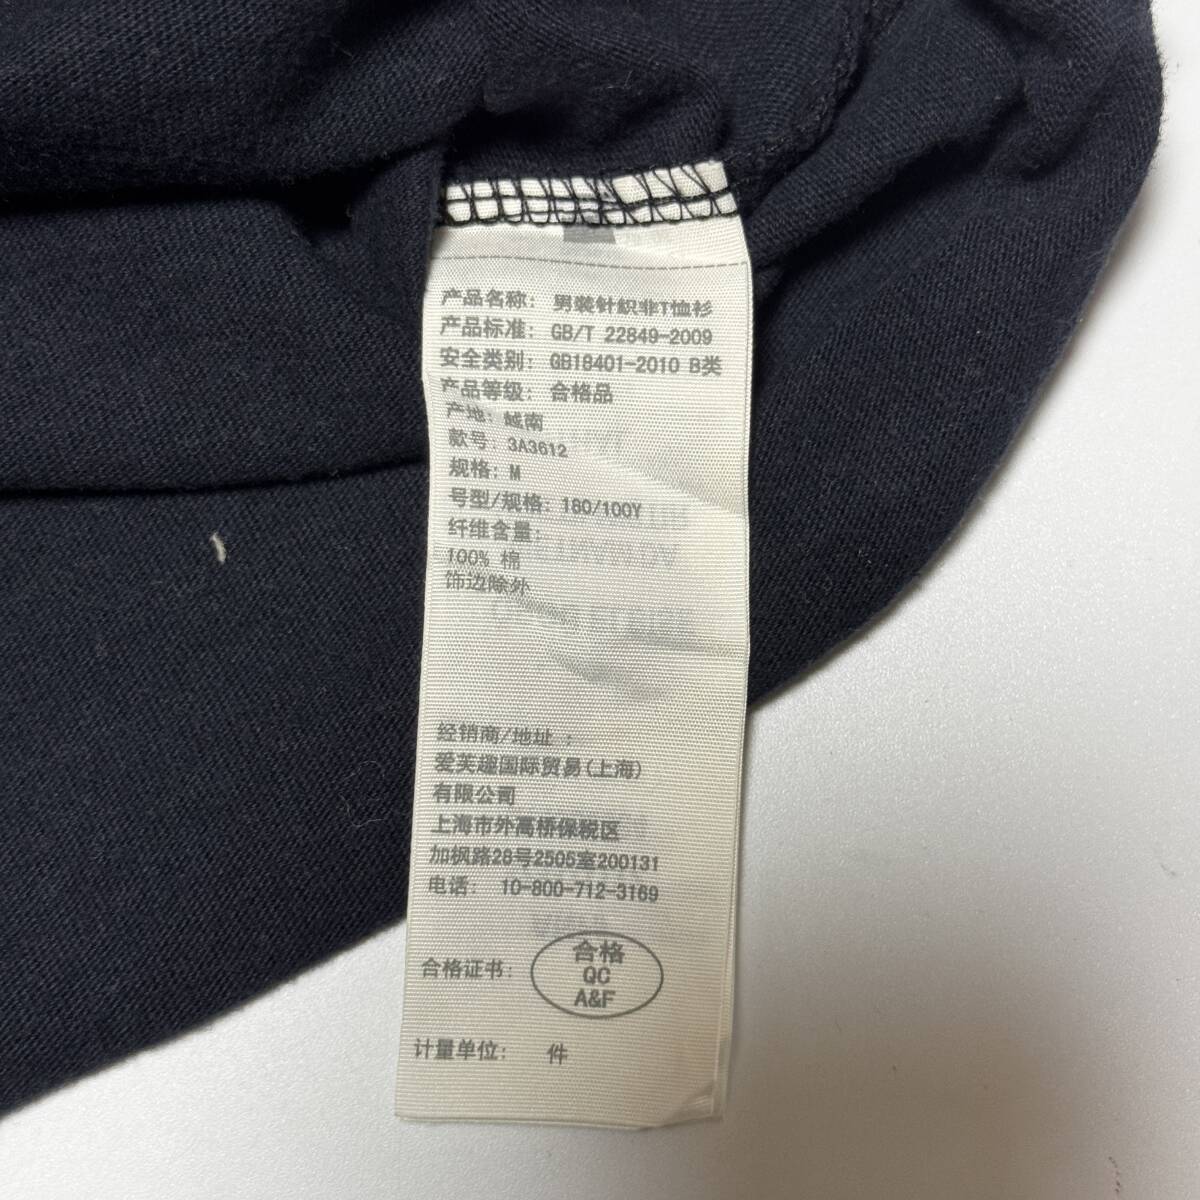 产品名称: 男装针织非T恤衫
产品标准: GB/T 22849-2009
安全类别: GB18401-2010 B类
产品等级: 合格品
产地: 越南
款号: 3A3612
规格: M
号型/规格: 180/100Y
纤维含量:
100% 棉
饰边除外
经销商/地址 :
爱芙趣国际贸易(上海)
有限公司
上海市外高桥保税区
加枫路28号2505室200131
电话: 10-800-712-3169
合格证书:
合格
QC
A&F
计量单位: 件